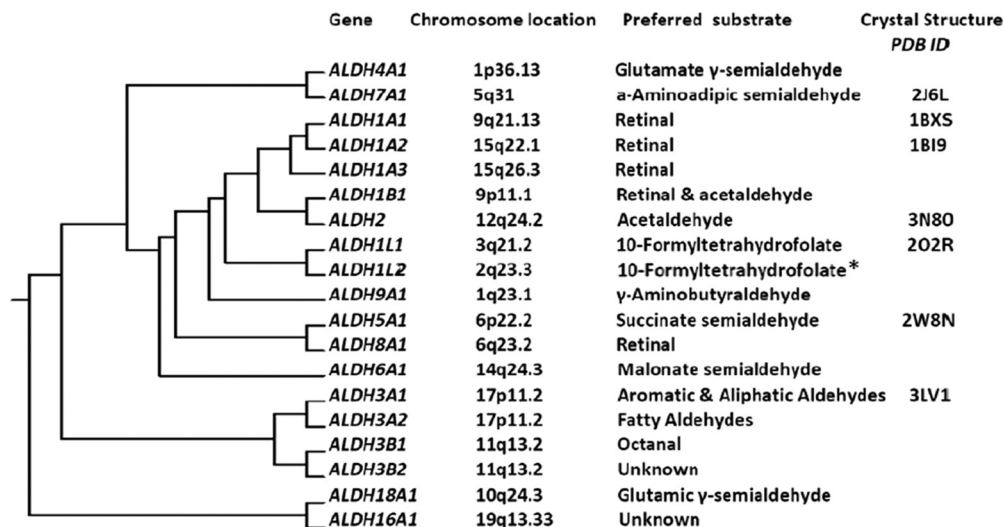 Gene Chromosome location Preferred substrate Crystal Structure
PDB ID
ALDH4A1 1p36.13 Glutamate γ-semialdehyde
ALDH7A1 5q31 a-Aminoadipic semialdehyde 2J6L
ALDH1A1 9q21.13 Retinal 1BXS
ALDH1A2 15q22.1 Retinal 1BI9
ALDH1A3 15q26.3 Retinal
ALDH1B1 9p11.1 Retinal & acetaldehyde
ALDH2 12q24.2 Acetaldehyde 3N80
ALDH1L1 3q21.2 10-Formyltetrahydrofolate 2O2R
ALDH1L2 2q23.3 10-Formyltetrahydrofolate*
ALDH9A1 1q23.1 γ-Aminobutyraldehyde
ALDH5A1 6p22.2 Succinate semialdehyde 2W8N
ALDH8A1 6q23.2 Retinal
ALDH6A1 14q24.3 Malonate semialdehyde
ALDH3A1 17p11.2 Aromatic & Aliphatic Aldehydes 3LV1
ALDH3A2 17p11.2 Fatty Aldehydes
ALDH3B1 11q13.2 Octanal
ALDH3B2 11q13.2 Unknown
ALDH18A1 10q24.3 Glutamic γ-semialdehyde
ALDH16A1 19q13.33 Unknown